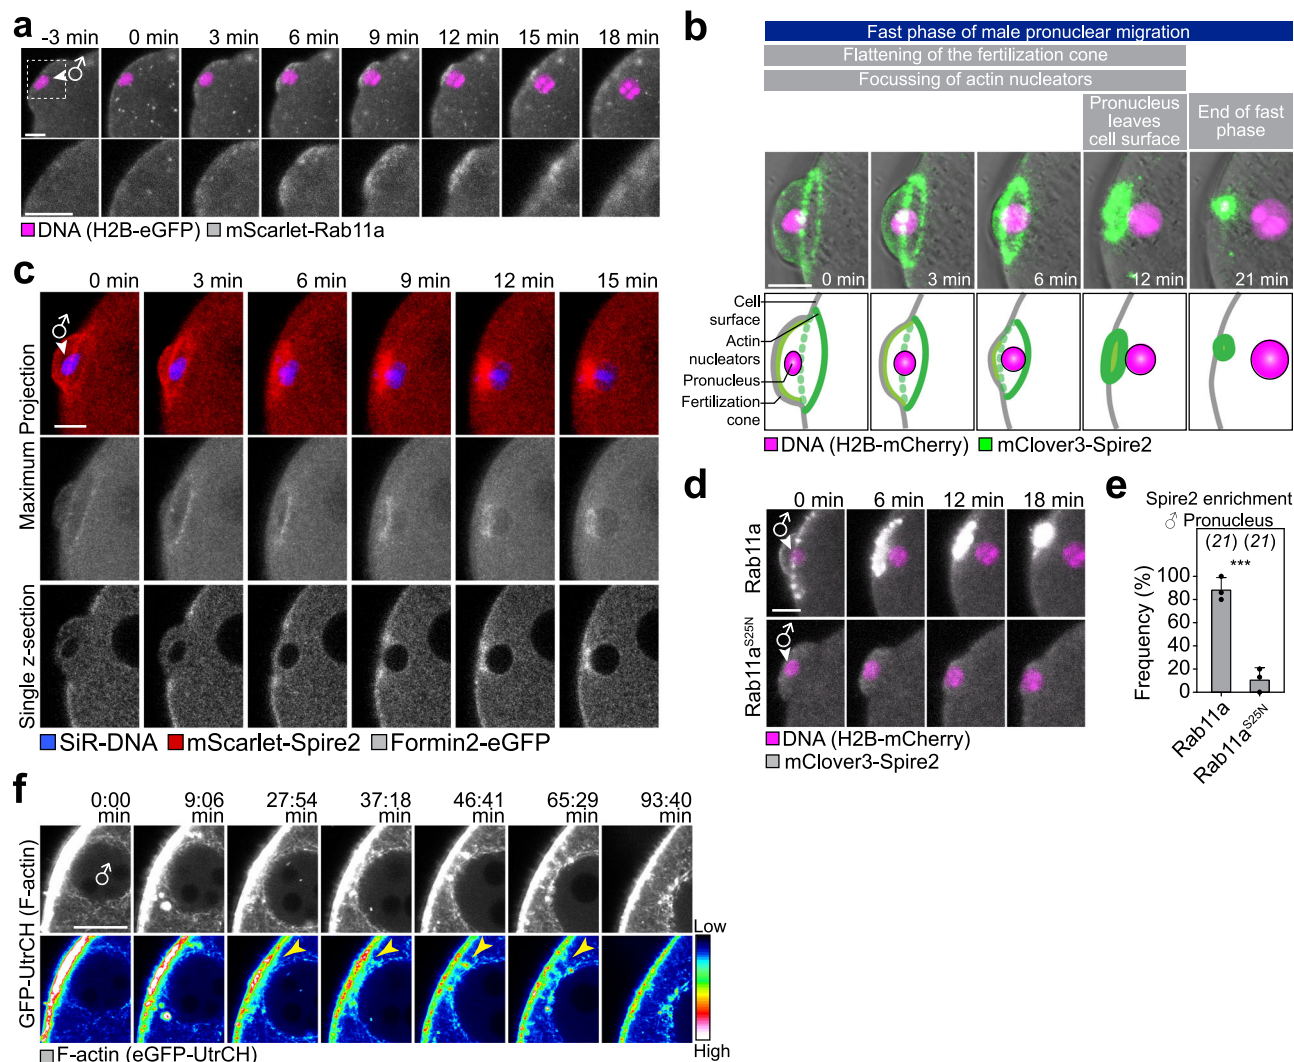 a
-3 min 0 min 3 min 6 min 9 min 12 min 15 min 18 min
♂
DNA (H2B-eGFP) mScarlet-Rab11a
b
Fast phase of male pronuclear migration
Flattening of the fertilization cone
Focussing of actin nucleators
Pronucleus
leaves
cell surface
End of fast
phase
0 min 3 min 6 min 12 min 21 min
Cell
surface
Actin
nucleators
Pronucleus
Fertilization
cone
DNA (H2B-mCherry) mClover3-Spire2
c
0 min 3 min 6 min 9 min 12 min 15 min
♂
Maximum Projection
Single z-section
SiR-DNA mScarlet-Spire2 Formin2-eGFP
d
0 min 6 min 12 min 18 min
♂
Rab11a
♂
Rab11a^S25N
DNA (H2B-mCherry)
mClover3-Spire2
e
Spire2 enrichment
♂ Pronucleus
(21) (21)
***
Frequency (%)
100
80
60
40
20
0
Rab11a
Rab11a^S25N
f
0:00 min 9:06 min 27:54 min 37:18 min 46:41 min 65:29 min 93:40 min
♂
GFP-UtrCH (F-actin)
Low
High
F-actin (eGFP-UtrCH)